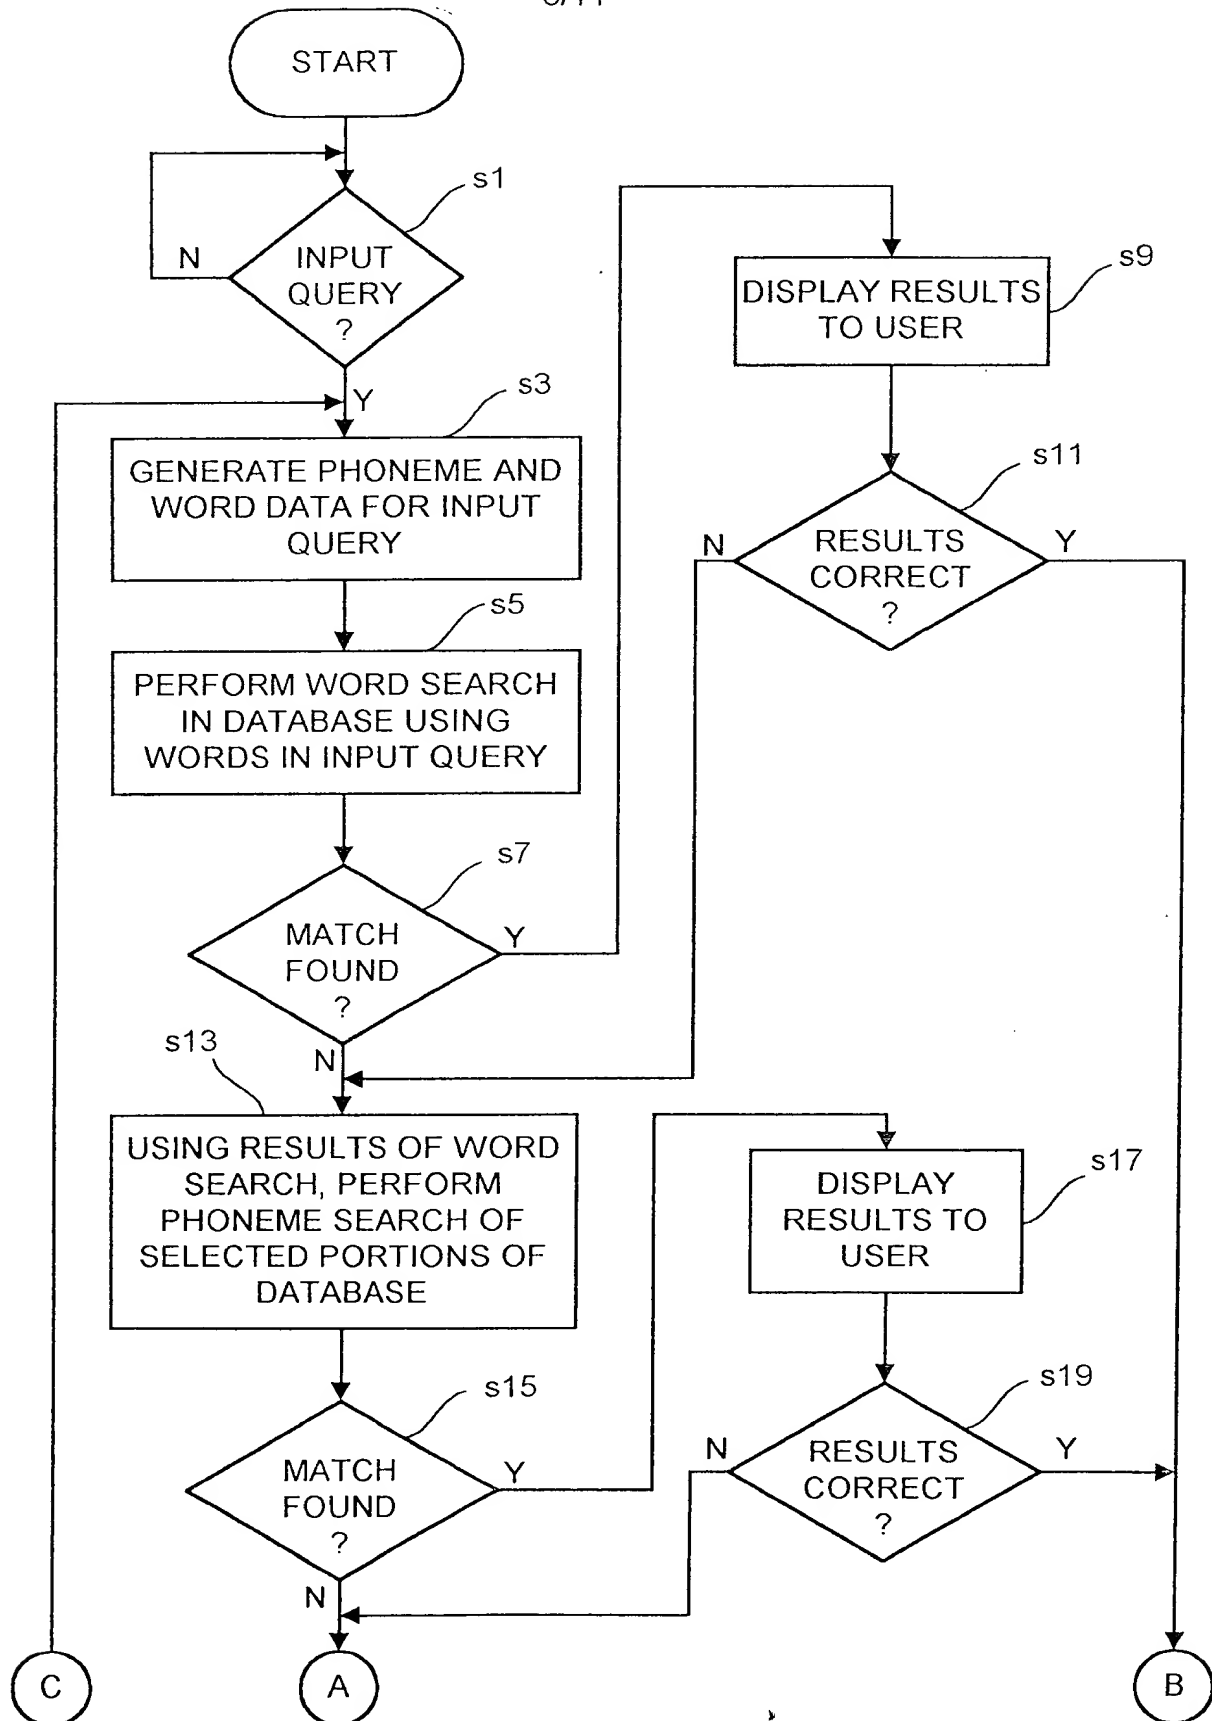 START
s1
N
INPUT
QUERY
?
Y
s3
GENERATE PHONEME AND
WORD DATA FOR INPUT
QUERY
s5
PERFORM WORD SEARCH
IN DATABASE USING
WORDS IN INPUT QUERY
s7
MATCH
FOUND
?
Y
N
s9
DISPLAY RESULTS
TO USER
s11
N
RESULTS
CORRECT
?
Y
s13
USING RESULTS OF WORD
SEARCH, PERFORM
PHONEME SEARCH OF
SELECTED PORTIONS OF
DATABASE
s15
MATCH
FOUND
?
Y
N
s17
DISPLAY
RESULTS TO
USER
s19
N
RESULTS
CORRECT
?
Y
C
A
B